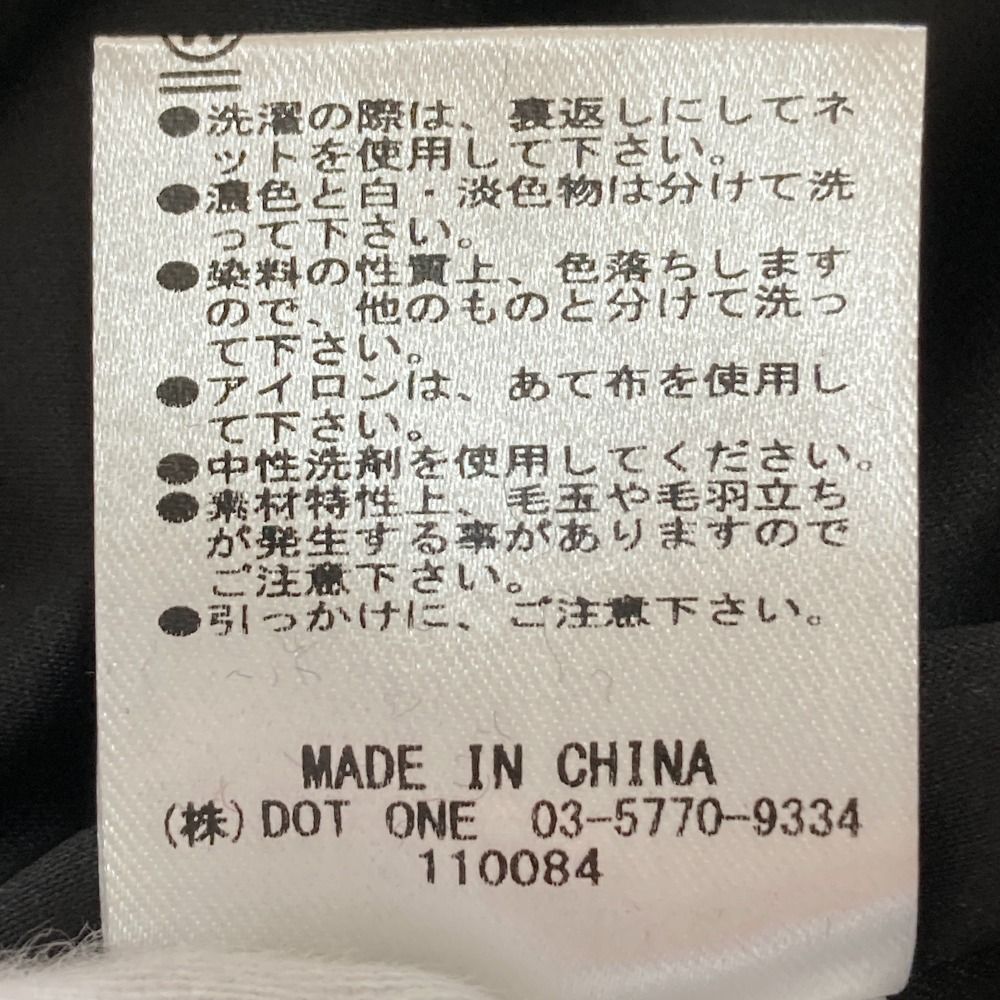 ●洗濯の際は、裏返しにしてネ
ットを使用して下さい。
●濃色と白・淡色物は分けて洗
って下さい。
●染料の性質上、色落ちします
ので、他のものと分けて洗っ
て下さい。
●アイロンは、あて布を使用し
て下さい。
●中性洗剤を使用してください。
●素材特性上、毛玉や毛羽立ち
が発生する事がありますので
ご注意下さい。
●引っかけに、ご注意下さい。
MADE IN CHINA
(株)DOT ONE 03-5770-9334
110084